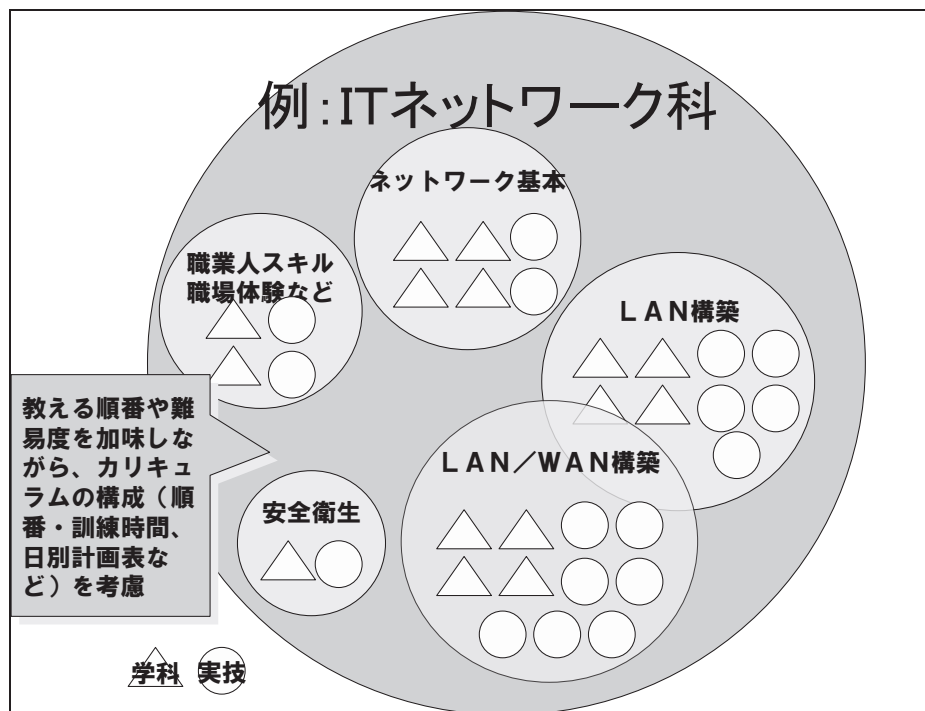 例：ITネットワーク科
ネットワーク基本
職業人スキル
職場体験など
ＬＡＮ構築
教える順番や難
易度を加味しな
がら、カリキュ
ラムの構成（順
番・訓練時間、
日別計画表な
ど）を考慮
ＬＡＮ／ＷＡＮ構築
安全衛生
学科 実技